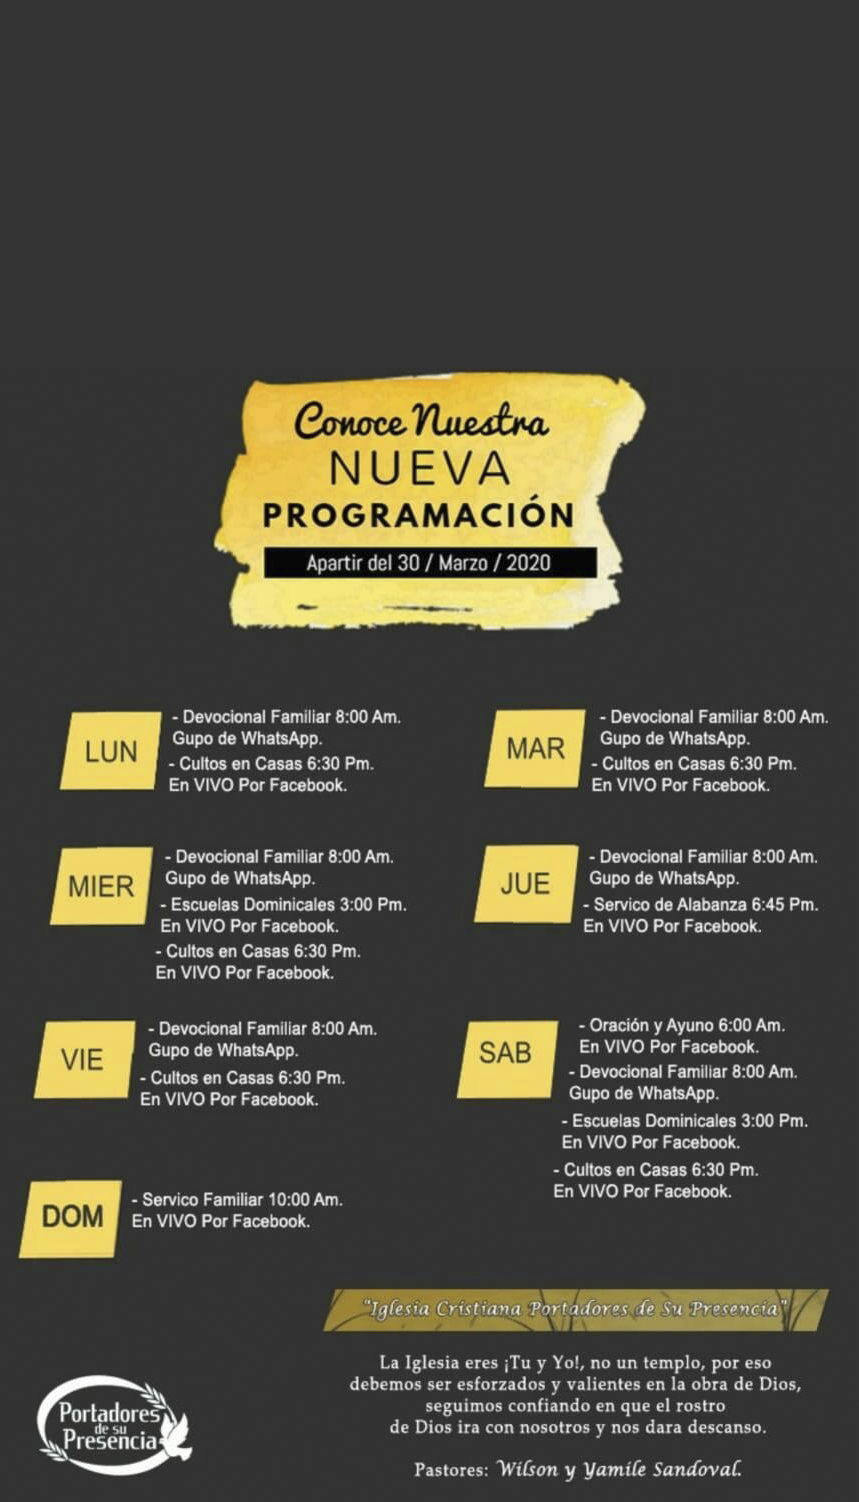 Conoce Nuestra
NUEVA
PROGRAMACIÓN
Apartir del 30 / Marzo / 2020
LUN
- Devocional Familiar 8:00 Am.
Gupo de WhatsApp.
- Cultos en Casas 6:30 Pm.
En VIVO Por Facebook.
MAR
- Devocional Familiar 8:00 Am.
Gupo de WhatsApp.
- Cultos en Casas 6:30 Pm.
En VIVO Por Facebook.
MIER
- Devocional Familiar 8:00 Am.
Gupo de WhatsApp.
- Escuelas Dominicales 3:00 Pm.
En VIVO Por Facebook.
- Cultos en Casas 6:30 Pm.
En VIVO Por Facebook.
JUE
- Devocional Familiar 8:00 Am.
Gupo de WhatsApp.
- Servico de Alabanza 6:45 Pm.
En VIVO Por Facebook.
VIE
- Devocional Familiar 8:00 Am.
Gupo de WhatsApp.
- Cultos en Casas 6:30 Pm.
En VIVO Por Facebook.
SAB
- Oración y Ayuno 6:00 Am.
En VIVO Por Facebook.
- Devocional Familiar 8:00 Am.
Gupo de WhatsApp.
- Escuelas Dominicales 3:00 Pm.
En VIVO Por Facebook.
- Cultos en Casas 6:30 Pm.
En VIVO Por Facebook.
DOM
- Servico Familiar 10:00 Am.
En VIVO Por Facebook.
"Iglesia Cristiana Portadores de Su Presencia"
La Iglesia eres ¡Tu y Yo!, no un templo, por eso
debemos ser esforzados y valientes en la obra de Dios,
seguimos confiando en que el rostro
de Dios ira con nosotros y nos dara descanso.
Pastores: Wilson y Yamile Sandoval.
Portadores
de su
Presencia